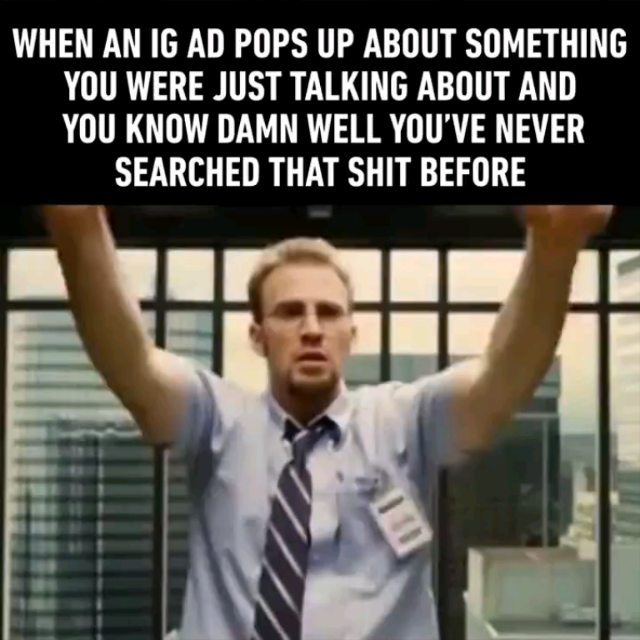 WHEN AN IG AD POPS UP ABOUT SOMETHING
YOU WERE JUST TALKING ABOUT AND
YOU KNOW DAMN WELL YOU'VE NEVER
SEARCHED THAT SHIT BEFORE